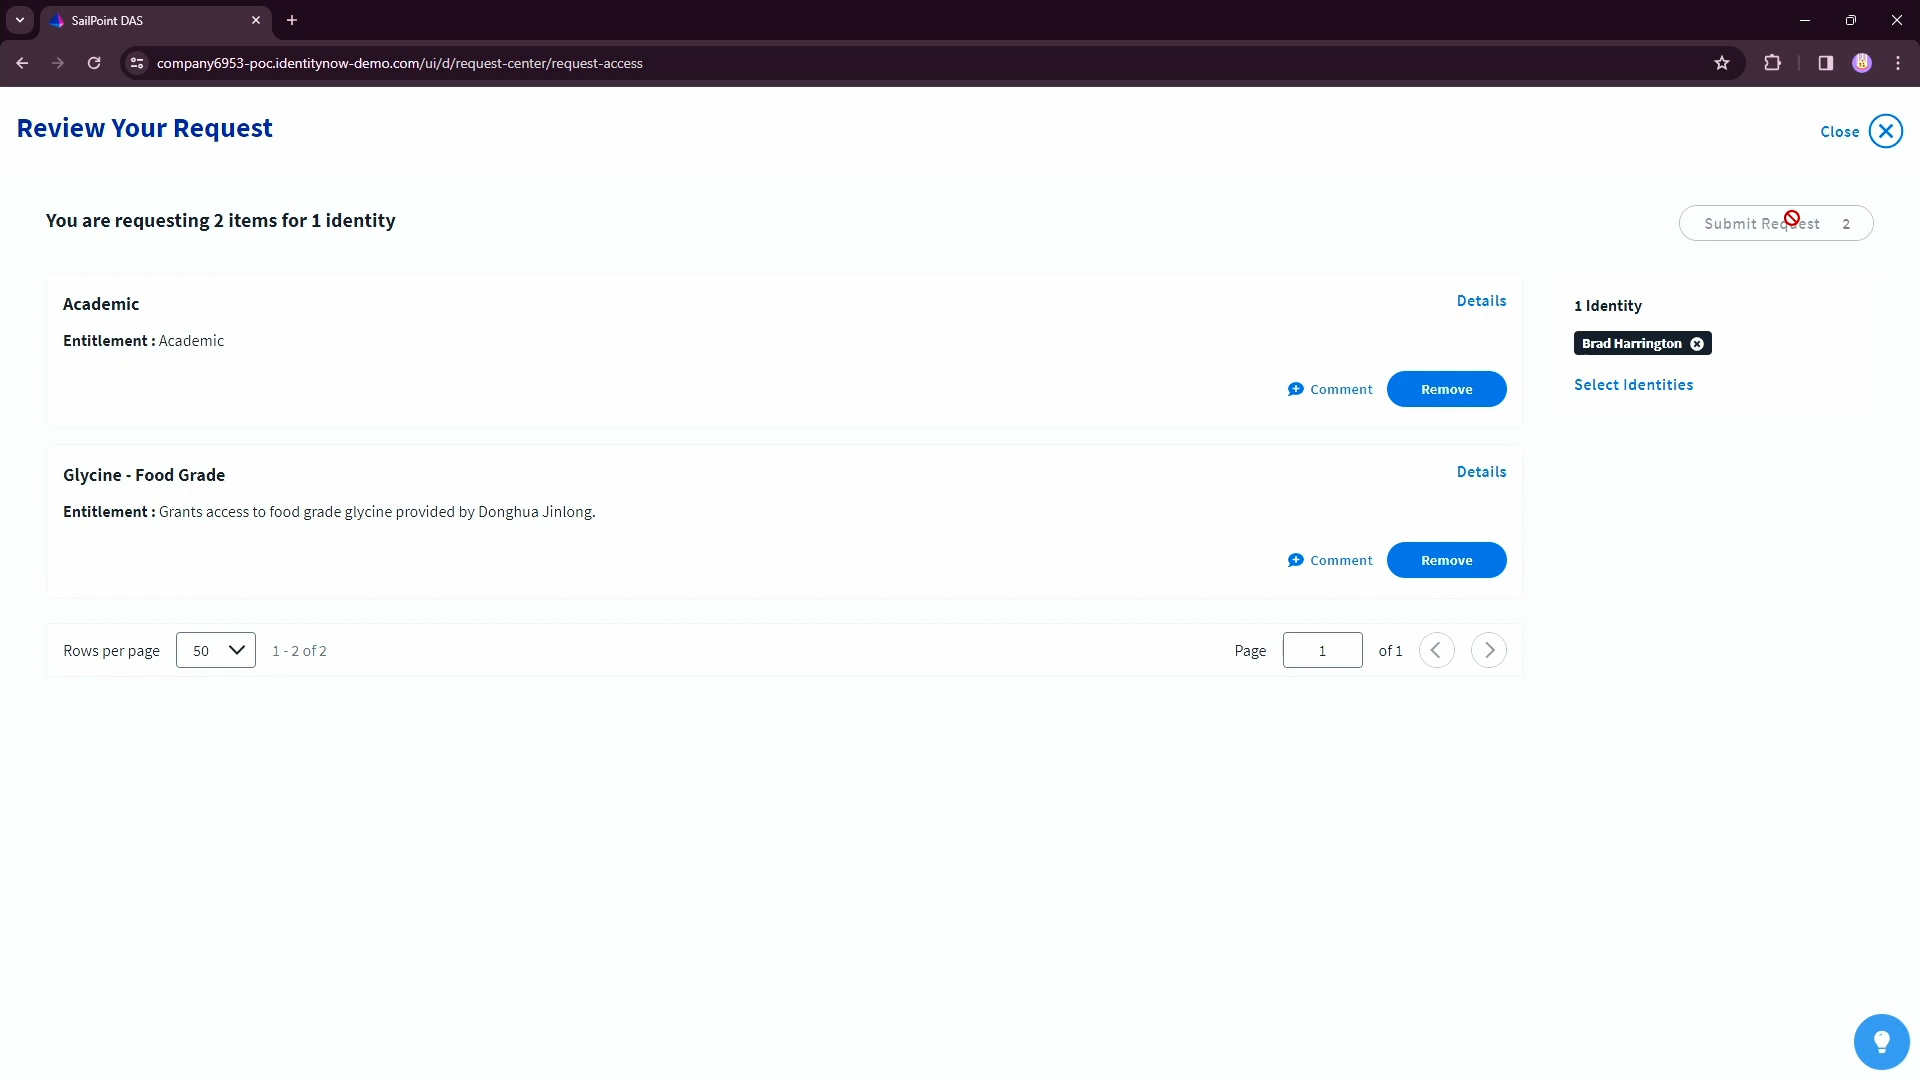 SailPoint DAS
company6953-poc.identitynow-demo.com/ui/d/request-center/request-access
Review Your Request
Close
You are requesting 2 items for 1 identity
Submit Request 2
Academic
Details
1 Identity
Entitlement : Academic
Brad Harrington
Comment Remove
Select Identities
Glycine - Food Grade
Details
Entitlement : Grants access to food grade glycine provided by Donghua Jinlong.
Comment Remove
Rows per page 50 1 - 2 of 2 Page 1 of 1